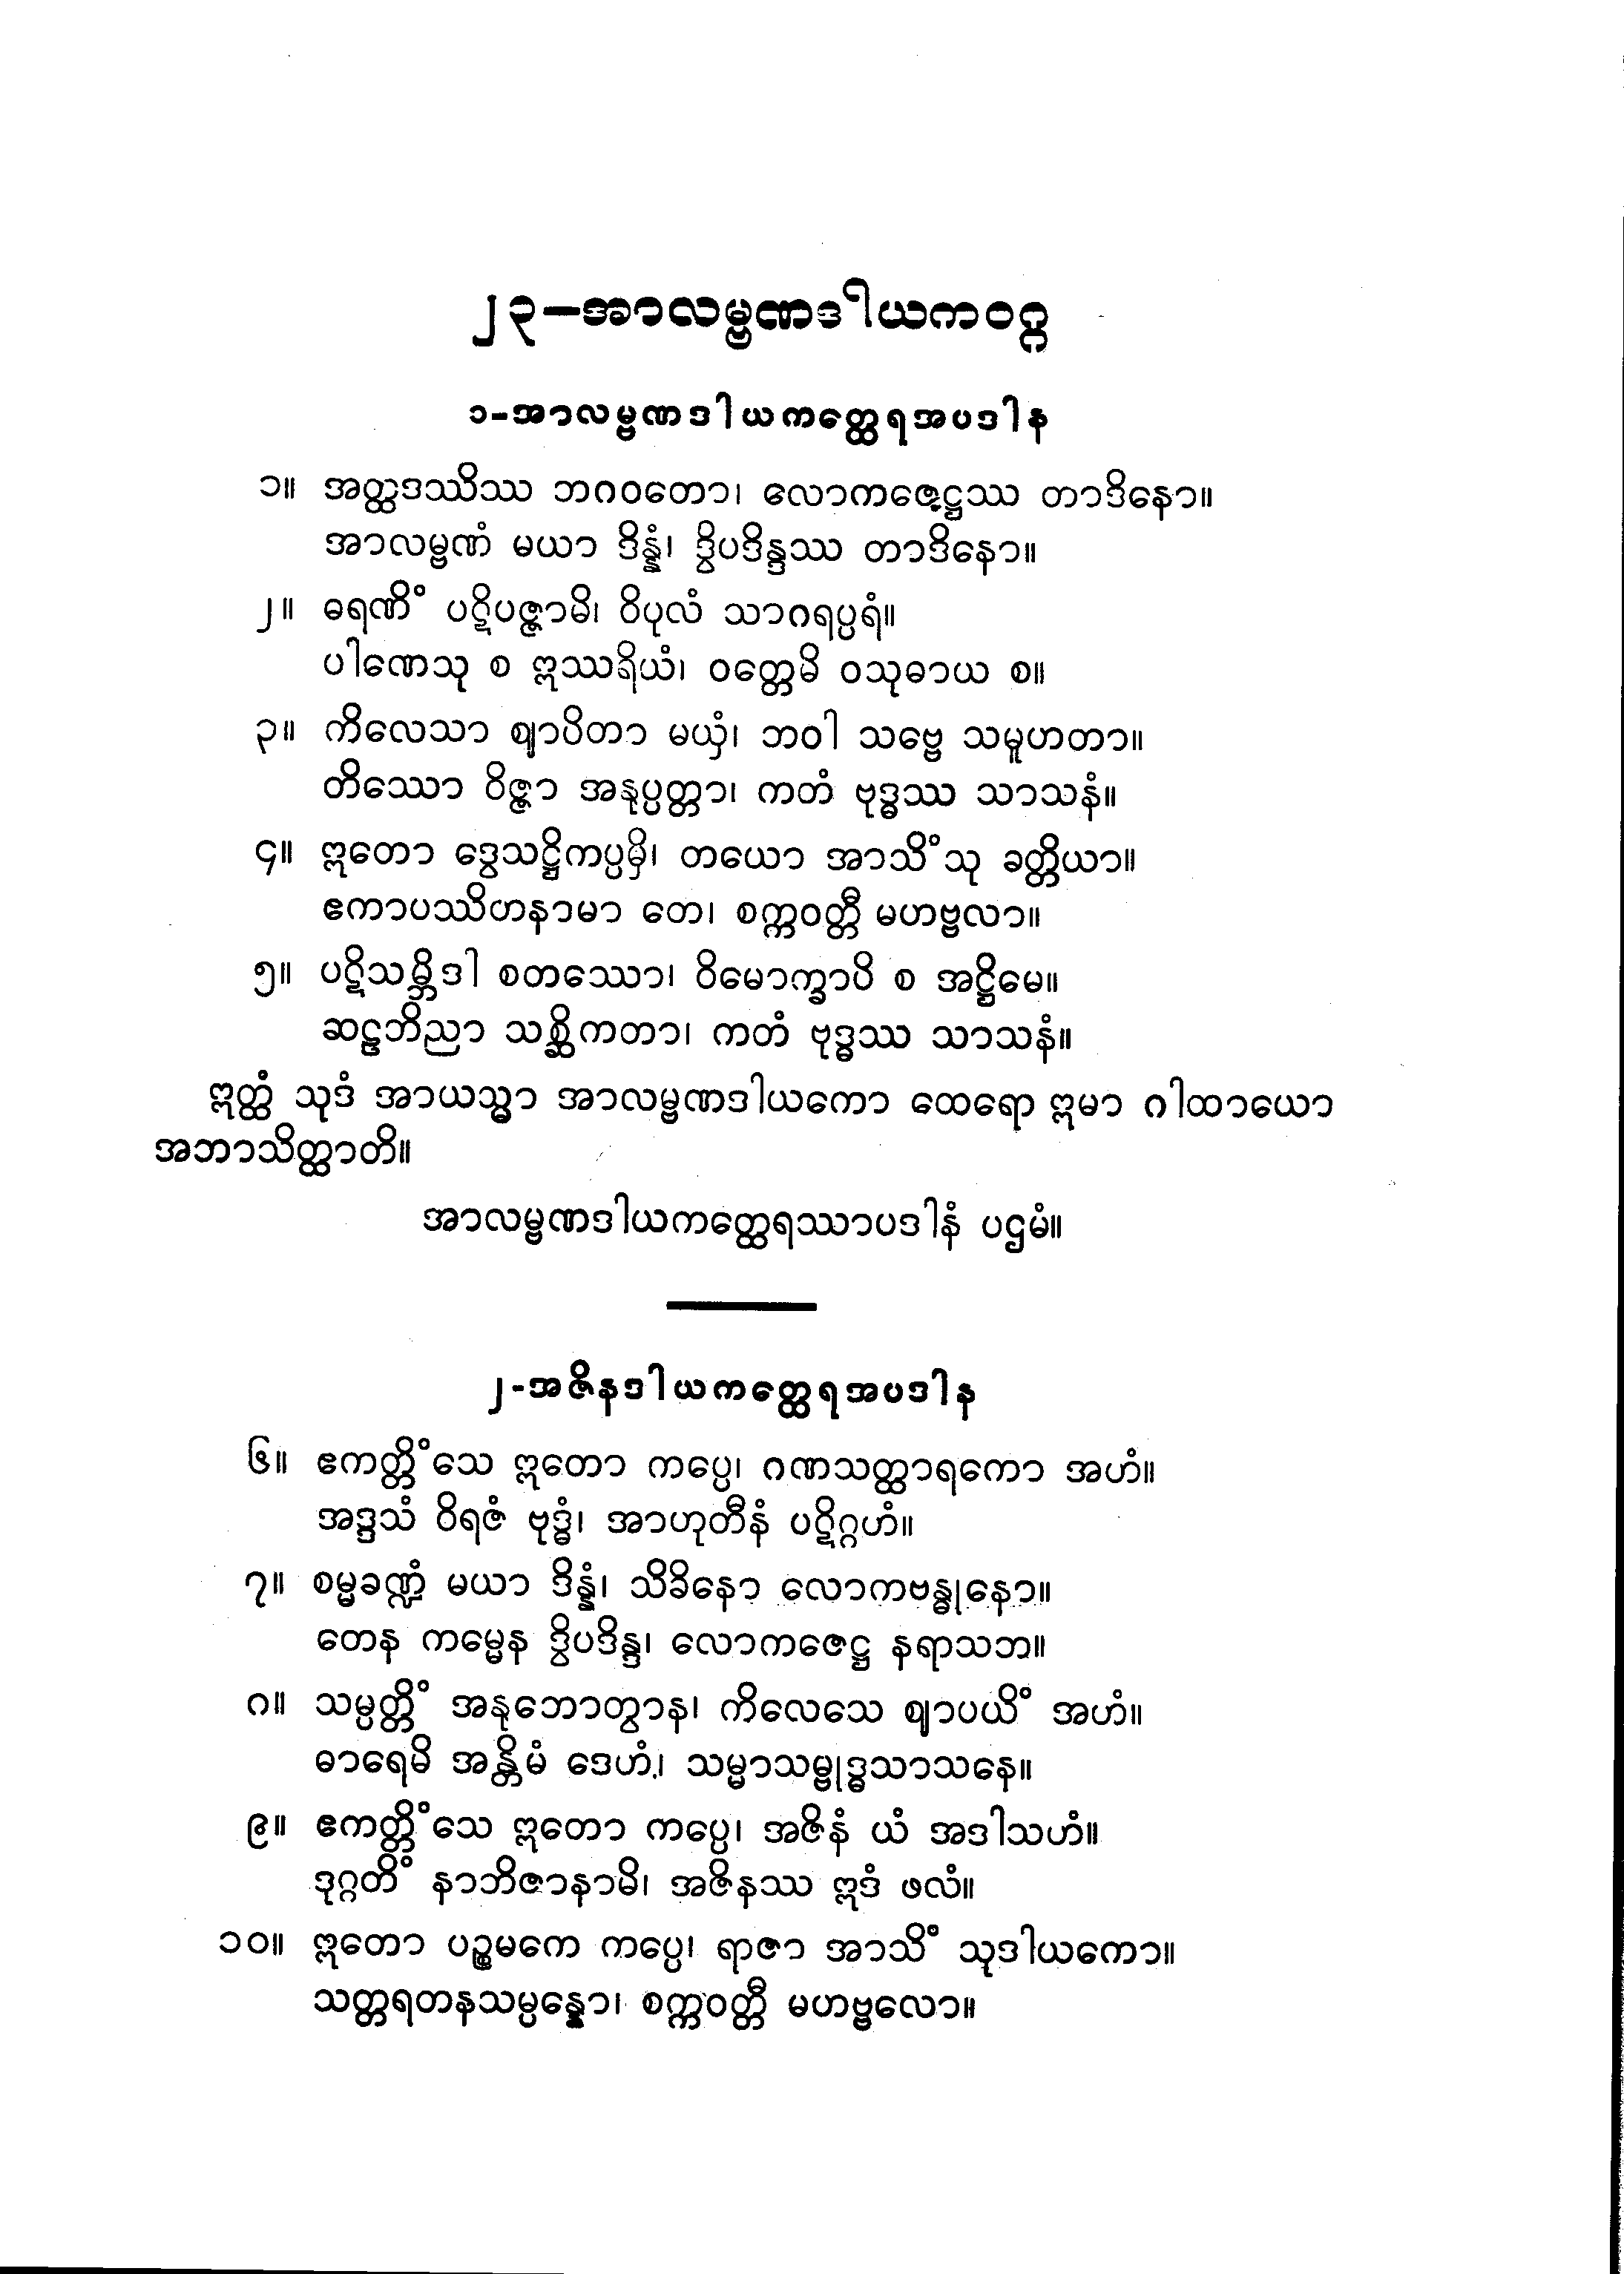 ၂၃–အာလမ္ဗဏဒါယကဝဂ္ဂ
၁-အာလမ္ဗဏဒါယကတ္ထေရအပဒါန
၁။ အတ္ထဒဿိဿ ဘဂဝတော၊ လောကဇေဋ္ဌဿ တာဒိနော။
အာလမ္ဗဏံ မယာ ဒိန္နံ၊ ဒွိပဒိန္ဒဿ တာဒိနော။
၂။ ဓရဏိံ ပဋိပဇ္ဇာမိ၊ ဝိပုလံ သာဂရပ္ပရံ။
ပါဏေသု စ ဣဿရိယံ၊ ဝတ္တေမိ ဝသုဓာယ စ။
၃။ ကိလေသာ ဈာပိတာ မယှံ၊ ဘဝါ သဗ္ဗေ သမူဟတာ။
တိဿော ဝိဇ္ဇာ အနုပ္ပတ္တာ၊ ကတံ ဗုဒ္ဓဿ သာသနံ။
၄။ ဣတော ဒွေသဋ္ဌိကပ္ပမှိ၊ တယော အာသိံသု ခတ္တိယာ။
ဧကာပဿိဟနာမာ တေ၊ စက္ကဝတ္တီ မဟဗ္ဗလာ။
၅။ ပဋိသမ္ဘိဒါ စတဿော၊ ဝိမောက္ခာပိ စ အဋ္ဌိမေ။
ဆဠဘိညာ သစ္ဆိကတာ၊ ကတံ ဗုဒ္ဓဿ သာသနံ။
ဣတ္ထံ သုဒံ အာယသ္မာ အာလမ္ဗဏဒါယကော ထေရော ဣမာ ဂါထာယော
အဘာသိတ္ထာတိ။
အာလမ္ဗဏဒါယကတ္ထေရဿာပဒါနံ ပဌမံ။
၂-အဇိနဒါယကတ္ထေရအပဒါန
၆။ ဧကတ္တိံသေ ဣတော ကပ္ပေ၊ ဂဏသတ္ထာရကော အဟံ။
အဒ္ဒသံ ဝိရဇံ ဗုဒ္ဓံ၊ အာဟုတီနံ ပဋိဂ္ဂဟံ။
၇။ စမ္မခဏ္ဍံ မယာ ဒိန္နံ၊ သိခိနော လောကဗန္ဓုနော။
တေန ကမ္မေန ဒွိပဒိန္ဒ၊ လောကဇေဋ္ဌ နရာသဘ။
၈။ သမ္ပတ္တိံ အနုဘောတွာန၊ ကိလေသေ ဈာပယိံ အဟံ။
ဓာရေမိ အန္တိမံ ဒေဟံ၊ သမ္မာသမ္ဗုဒ္ဓသာသနေ။
၉။ ဧကတ္တိံသေ ဣတော ကပ္ပေ၊ အဇိနံ ယံ အဒါသဟံ။
ဒုဂ္ဂတိံ နာဘိဇာနာမိ၊ အဇိနဿ ဣဒံ ဖလံ။
၁၀။ ဣတော ပဉ္စမကေ ကပ္ပေ၊ ရာဇာ အာသိံ သုဒါယကော။
သတ္တရတနသမ္ပန္နော၊ စက္ကဝတ္တီ မဟဗ္ဗလော။